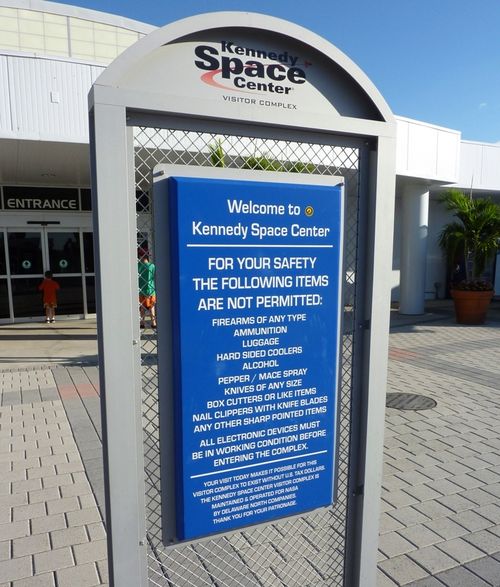 Kennedy
Space
Center
VISITOR COMPLEX
ENTRANCE
Welcome to
Kennedy Space Center
FOR YOUR SAFETY
THE FOLLOWING ITEMS
ARE NOT PERMITTED:
FIREARMS OF ANY TYPE
AMMUNITION
LUGGAGE
HARD SIDED COOLERS
ALCOHOL
PEPPER / MACE SPRAY
KNIVES OF ANY SIZE
BOX CUTTERS OR LIKE ITEMS
NAIL CLIPPERS WITH KNIFE BLADES
ANY OTHER SHARP POINTED ITEMS
ALL ELECTRONIC DEVICES MUST
BE IN WORKING CONDITION BEFORE
ENTERING THE COMPLEX.
YOUR VISIT TODAY MAKES IT POSSIBLE FOR THIS
VISITOR COMPLEX TO EXIST WITHOUT U.S. TAX DOLLARS.
THE KENNEDY SPACE CENTER VISITOR COMPLEX IS
MAINTAINED & OPERATED FOR NASA
BY DELAWARE NORTH COMPANIES.
THANK YOU FOR YOUR PATRONAGE.